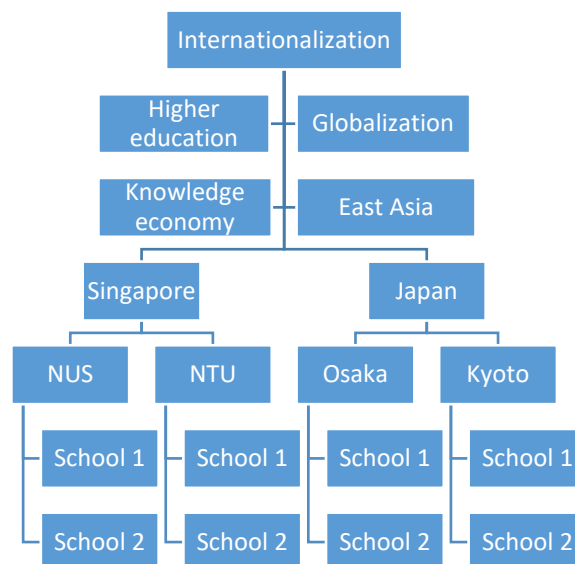 Internationalization
Higher
education
Globalization
Knowledge
economy
East Asia
Singapore
Japan
NUS
NTU
Osaka
Kyoto
School 1
School 1
School 1
School 1
School 2
School 2
School 2
School 2